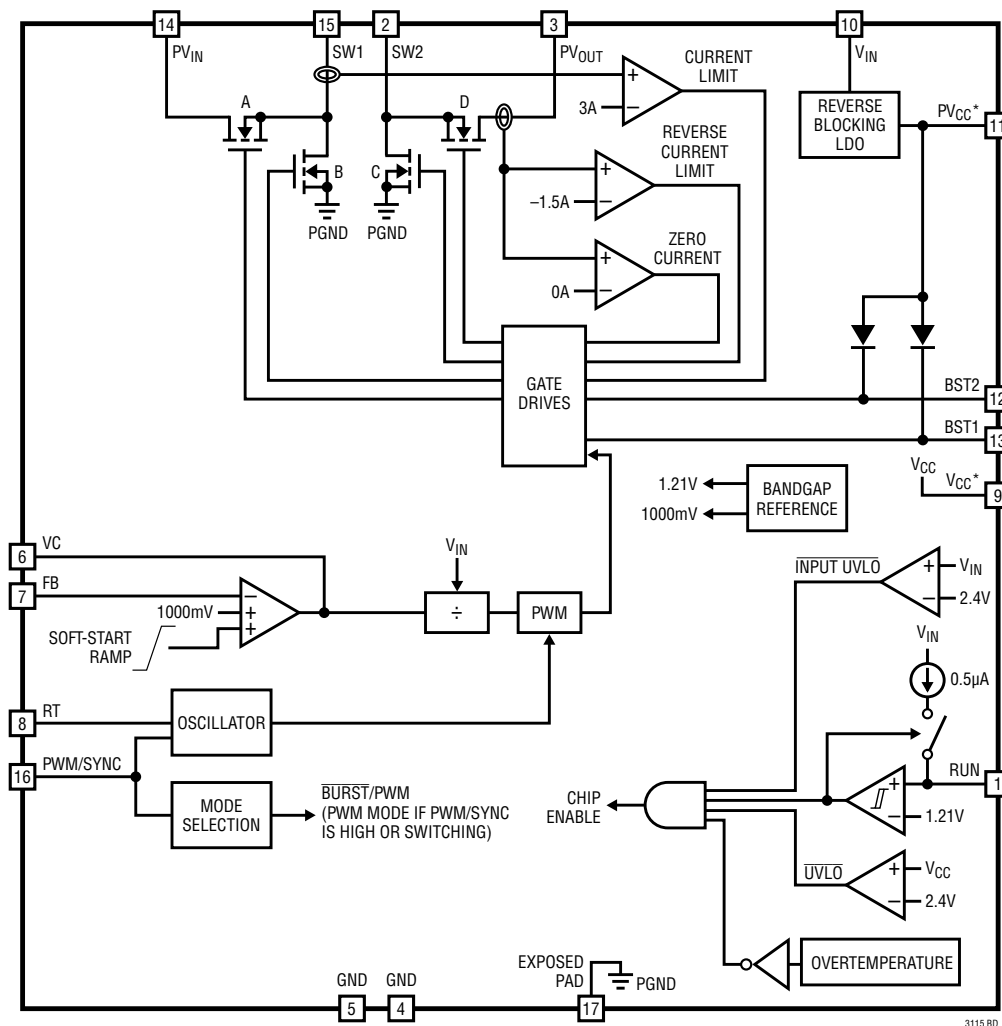 14
15
2
3
10
PVIN
SW1
SW2
PVOUT
VIN
CURRENT
LIMIT
+
3A
−
A
D
REVERSE
BLOCKING
LDO
PVCC*
11
B
C
REVERSE
CURRENT
LIMIT
+
−1.5A
−
PGND
PGND
ZERO
CURRENT
+
0A
−
GATE
DRIVES
BST2
12
BST1
13
VCC
VCC*
9
1.21V
1000mV
BANDGAP
REFERENCE
6
VC
7
FB
1000mV
SOFT-START
RAMP
−
+
+
VIN
÷
PWM
INPUT UVLO
+
VIN
−
2.4V
VIN
0.5µA
8
RT
OSCILLATOR
16
PWM/SYNC
MODE
SELECTION
BURST/PWM
(PWM MODE IF PWM/SYNC
IS HIGH OR SWITCHING)
CHIP
ENABLE
RUN
1
+
−
1.21V
UVLO
+
VCC
−
2.4V
OVERTEMPERATURE
GND
GND
EXPOSED
PAD
PGND
5
4
17
3115 BD